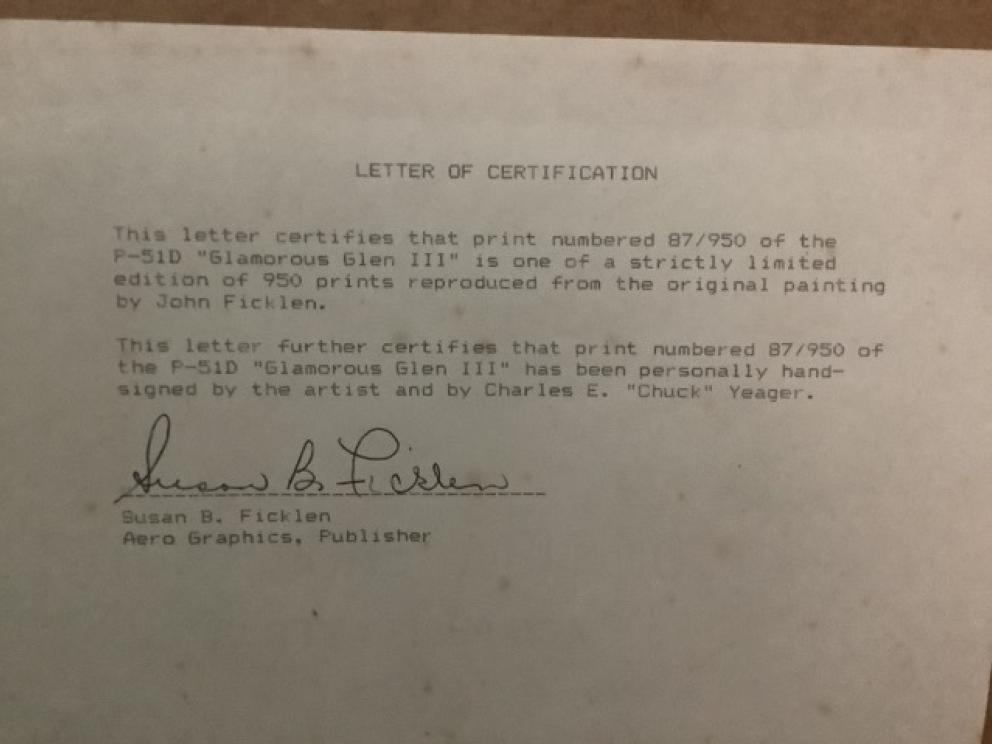 LETTER OF CERTIFICATION
This letter certifies that print numbered 87/950 of the
P-51D "Glamorous Glen III" is one of a strictly limited
edition of 950 prints reproduced from the original painting
by John Ficklen.
This letter further certifies that print numbered 87/950 of
the P-51D "Glamorous Glen III" has been personally hand-
signed by the artist and by Charles E. "Chuck" Yeager.
Susan B. Ficklen
Susan B. Ficklen
Aero Graphics, Publisher